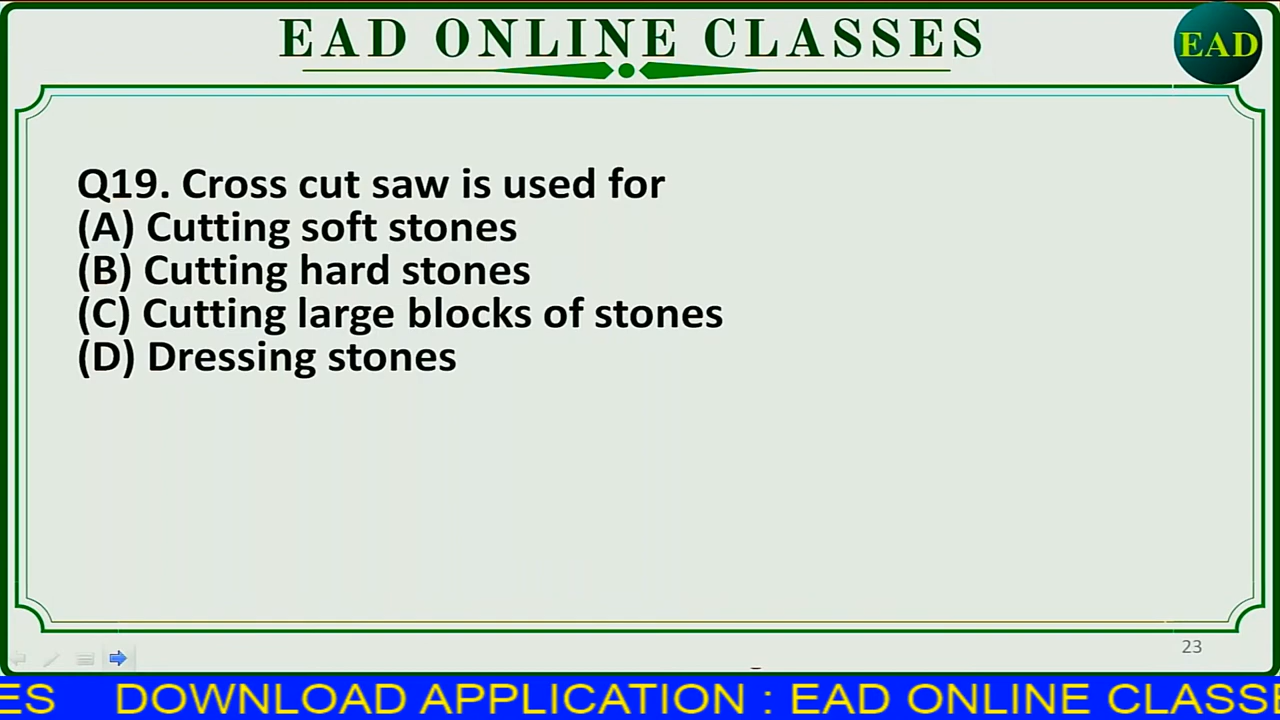 EAD ONLINE CLASSES
EAD
Q19. Cross cut saw is used for
(A) Cutting soft stones
(B) Cutting hard stones
(C) Cutting large blocks of stones
(D) Dressing stones
23
ES DOWNLOAD APPLICATION : EAD ONLINE CLASSE